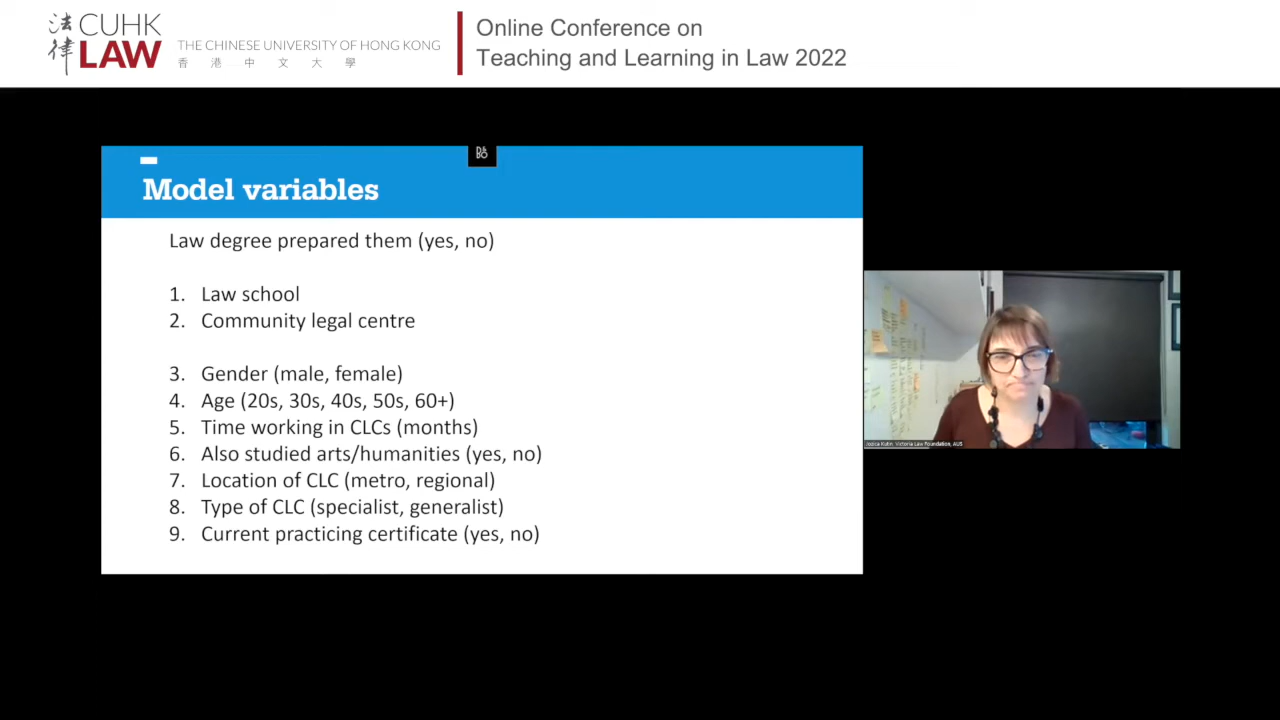 法律
CUHK
LAW
THE CHINESE UNIVERSITY OF HONG KONG
香港中文大學
Online Conference on
Teaching and Learning in Law 2022
Model variables
Law degree prepared them (yes, no)
1. Law school
2. Community legal centre
3. Gender (male, female)
4. Age (20s, 30s, 40s, 50s, 60+)
5. Time working in CLCs (months)
6. Also studied arts/humanities (yes, no)
7. Location of CLC (metro, regional)
8. Type of CLC (specialist, generalist)
9. Current practicing certificate (yes, no)
Victoria Law Foundation, AUS